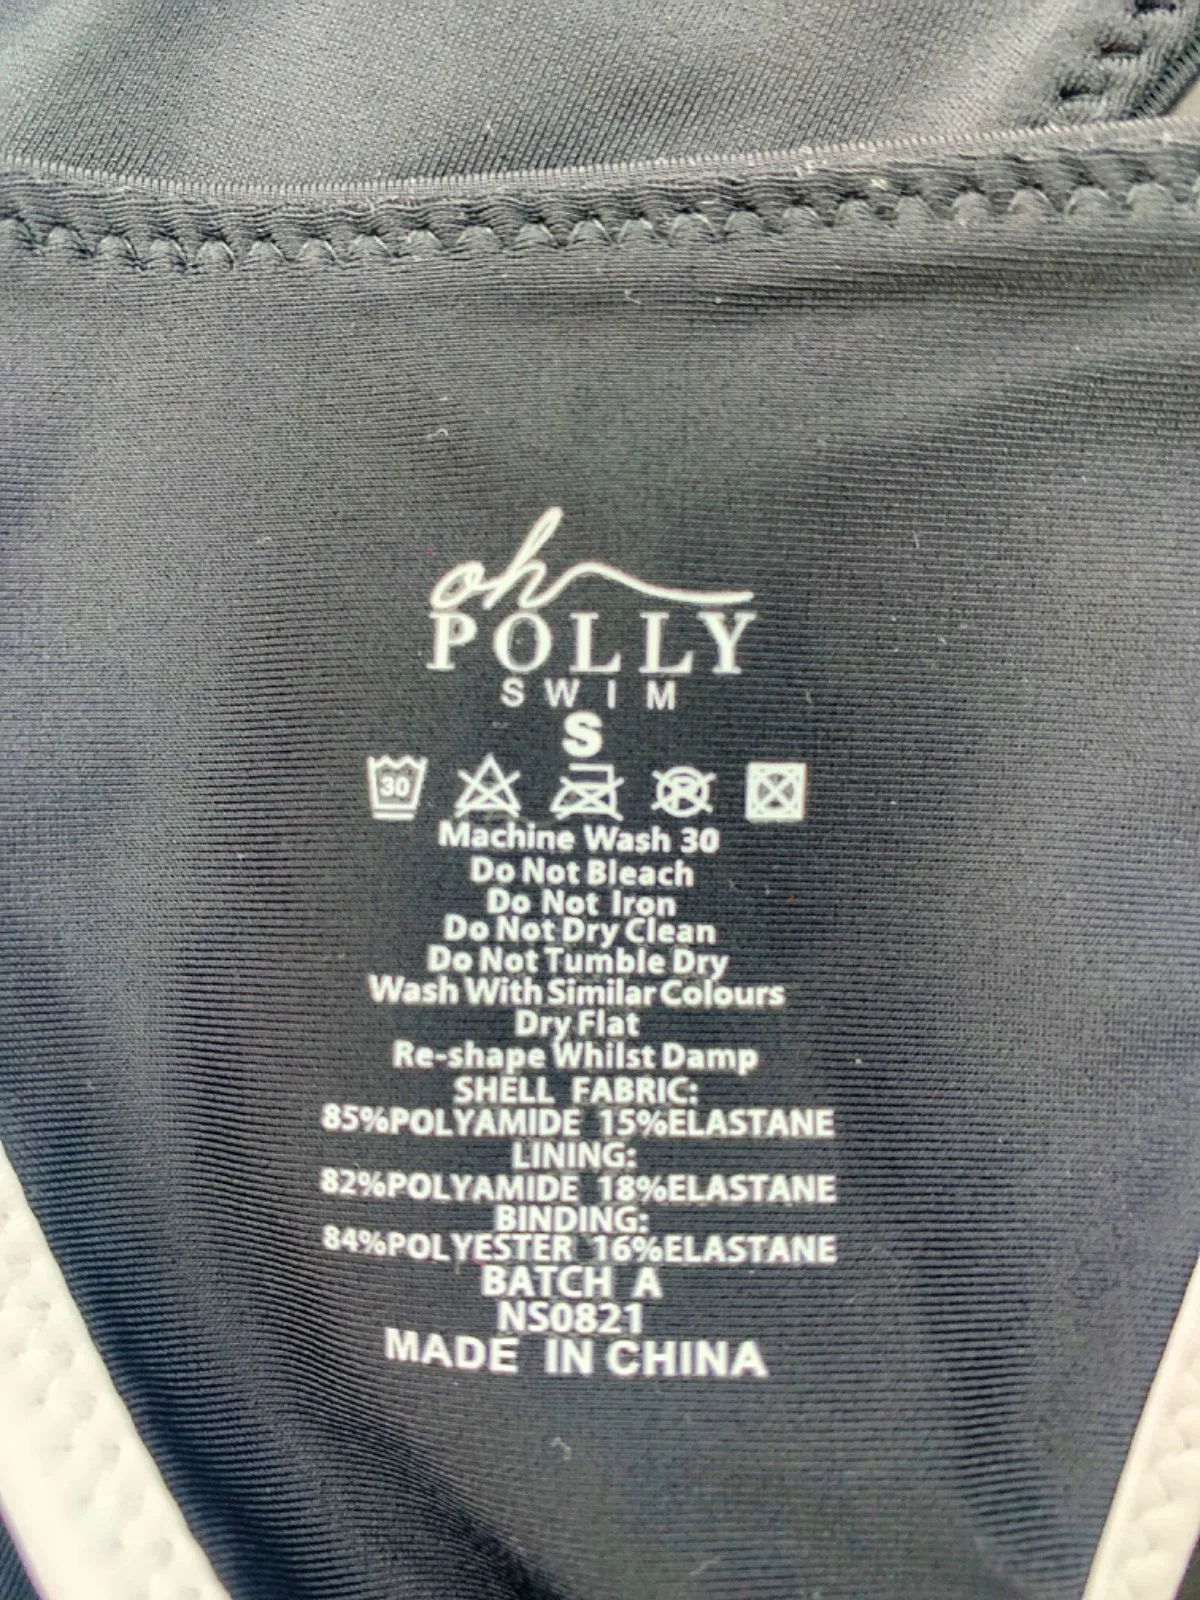 oh
POLLY
SWIM
S
30
Machine Wash 30
Do Not Bleach
Do Not Iron
Do Not Dry Clean
Do Not Tumble Dry
Wash With Similar Colours
Dry Flat
Re-shape Whilst Damp
SHELL FABRIC:
85%POLYAMIDE 15%ELASTANE
LINING:
82%POLYAMIDE 18%ELASTANE
BINDING:
84%POLYESTER 16%ELASTANE
BATCH A
NS0821
MADE IN CHINA